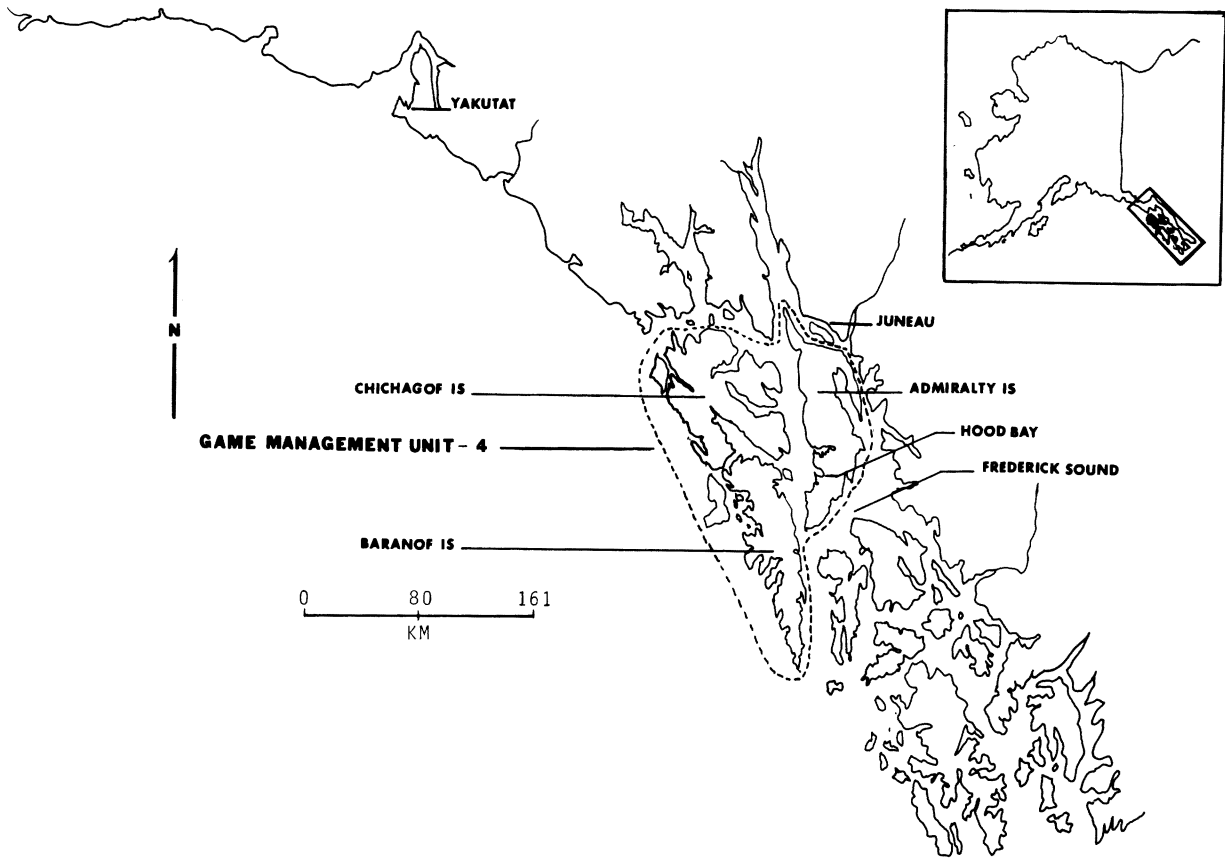 YAKUTAT
N
JUNEAU
CHICHAGOF IS
ADMIRALTY IS
GAME MANAGEMENT UNIT - 4
HOOD BAY
FREDERICK SOUND
BARANOF IS
0 80 161
KM